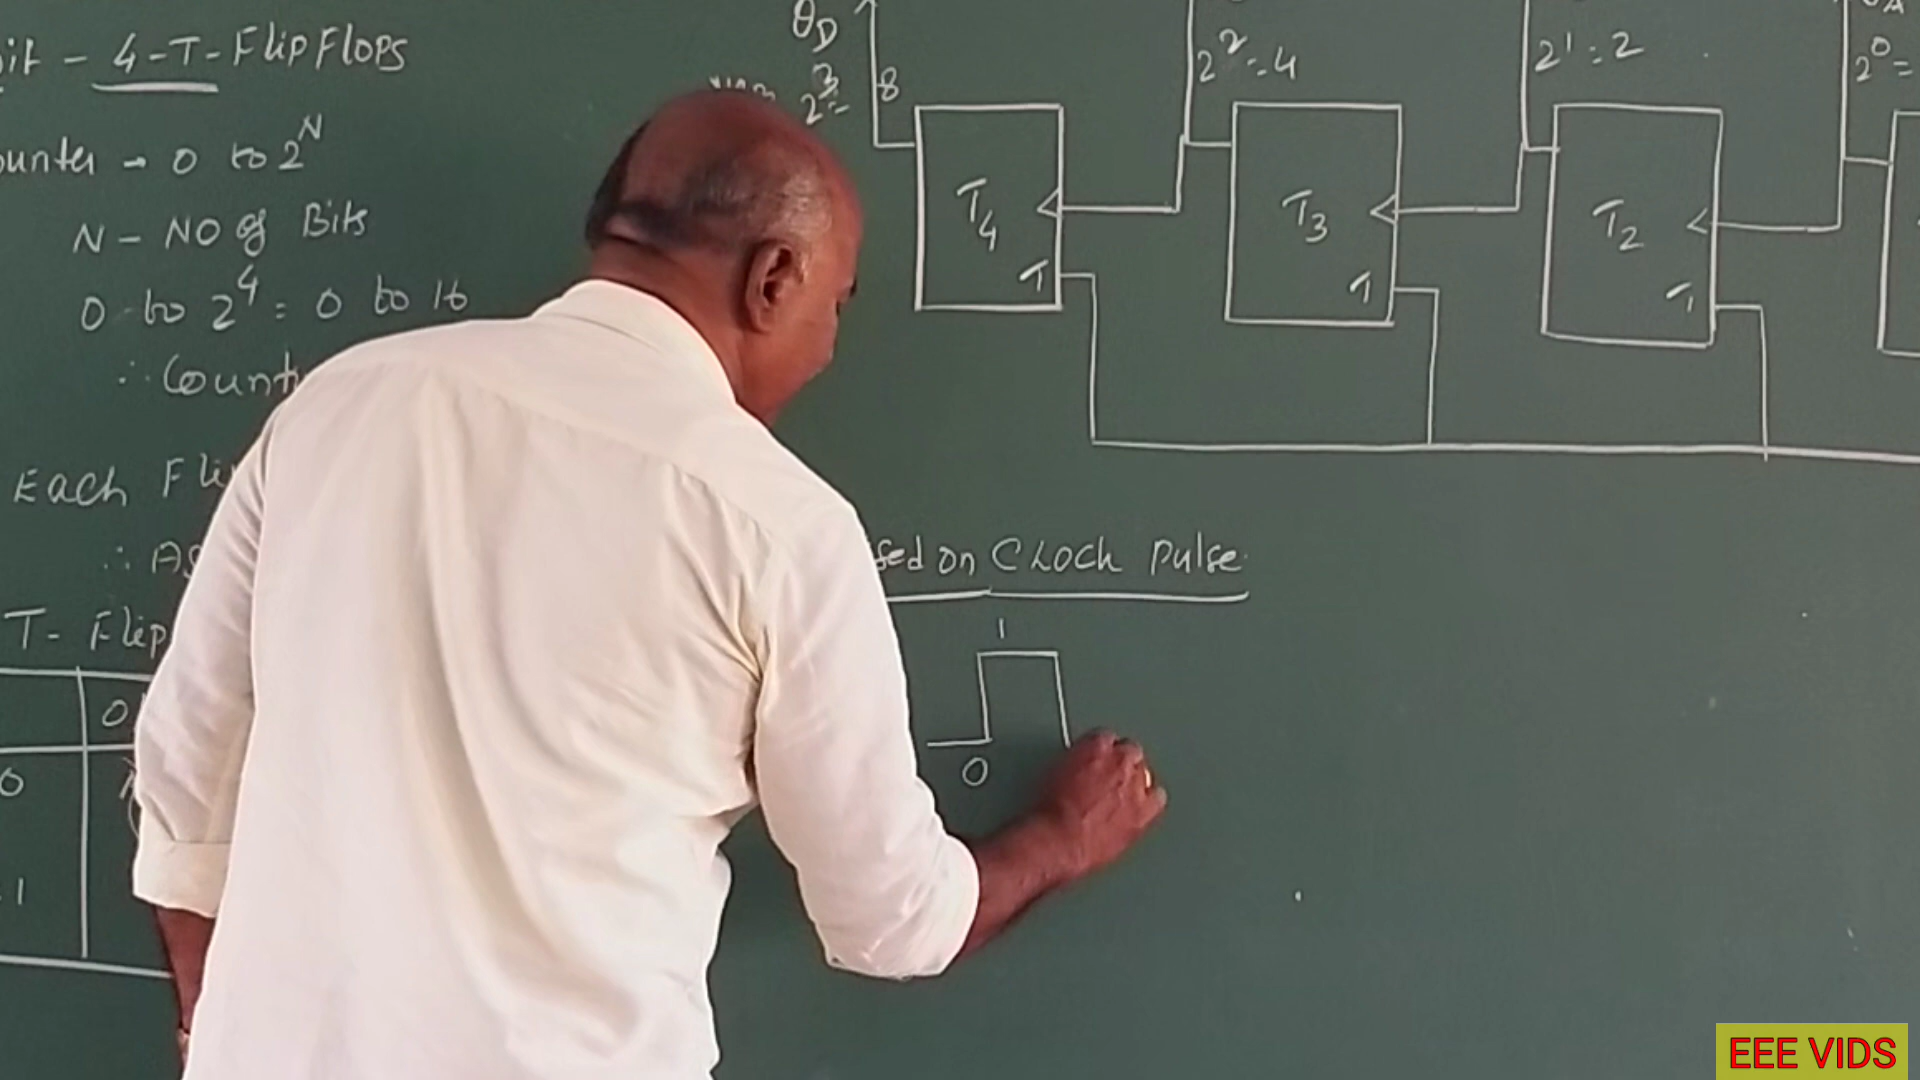 it - 4-T- Flip Flops
ounter - 0 to 2^N
N - NO of Bits
0 to 2^4 = 0 to 16
∴ Count
Each Fli
∴ As
T- Flip
0
0
1
QD
2^3 = 8
2^2 = 4
2^1 = 2
2^0 =
T4
T
T3
T
T2
T
sed on Clock Pulse
1
0
EEE VIDS